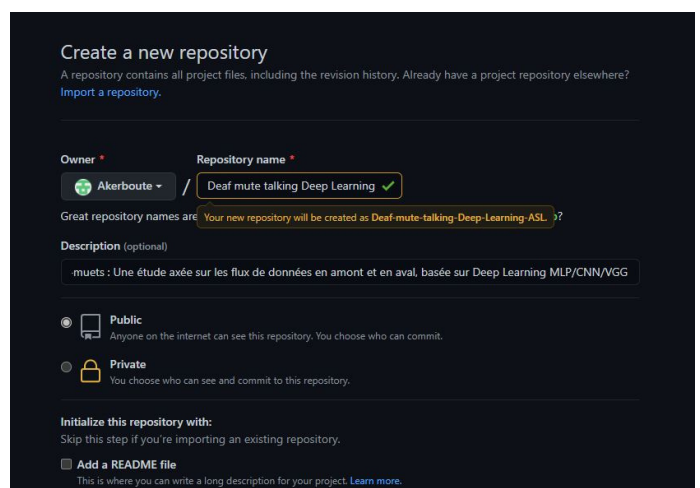 Create a new repository
A repository contains all project files, including the revision history. Already have a project repository elsewhere?
Import a repository.
Owner *
Repository name *
Akerboute
/
Deaf mute talking Deep Learning
Great repository names are
Your new repository will be created as Deaf-mute-talking-Deep-Learning-ASL.
?
Description (optional)
muets : Une étude axée sur les flux de données en amont et en aval, basée sur Deep Learning MLP/CNN/VGG
Public
Anyone on the internet can see this repository. You choose who can commit.
Private
You choose who can see and commit to this repository.
Initialize this repository with:
Skip this step if you're importing an existing repository.
Add a README file
This is where you can write a long description for your project. Learn more.